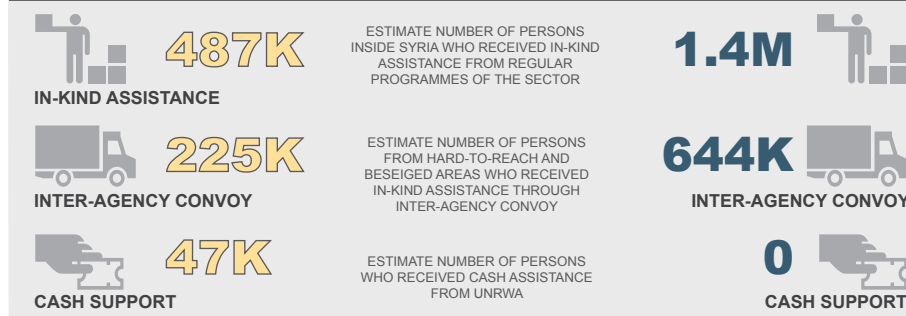 487K
IN-KIND ASSISTANCE
ESTIMATE NUMBER OF PERSONS
INSIDE SYRIA WHO RECEIVED IN-KIND
ASSISTANCE FROM REGULAR
PROGRAMMES OF THE SECTOR
1.4M
225K
INTER-AGENCY CONVOY
ESTIMATE NUMBER OF PERSONS
FROM HARD-TO-REACH AND
BESEIGED AREAS WHO RECEIVED
IN-KIND ASSISTANCE THROUGH
INTER-AGENCY CONVOY
644K
INTER-AGENCY CONVOY
47K
CASH SUPPORT
ESTIMATE NUMBER OF PERSONS
WHO RECEIVED CASH ASSISTANCE
FROM UNRWA
0
CASH SUPPORT